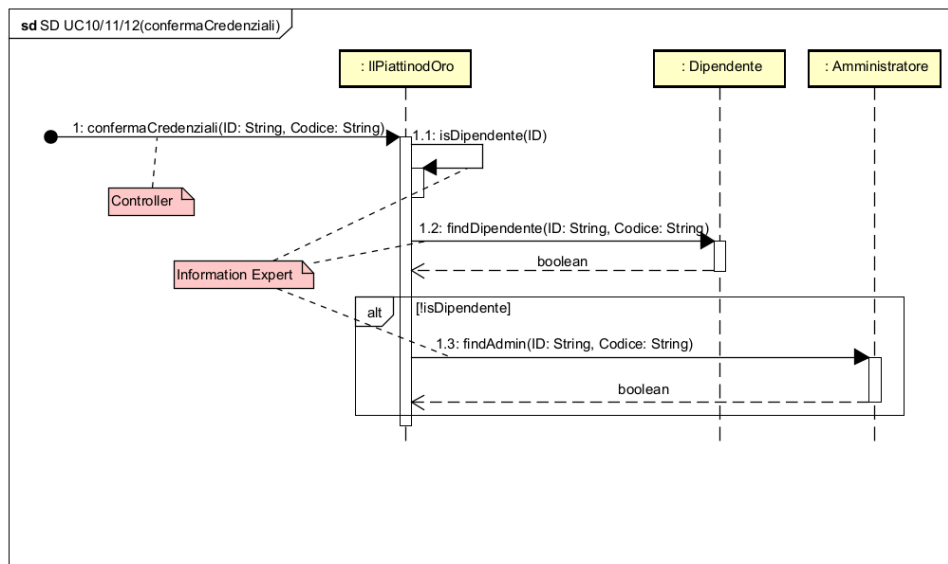 sd SD UC10/11/12(confermaCredenziali)
: IlPiattinodOro
: Dipendente
: Amministratore
1: confermaCredenziali(ID: String, Codice: String)
1.1: isDipendente(ID)
Controller
1.2: findDipendente(ID: String, Codice: String)
boolean
Information Expert
alt
[!isDipendente]
1.3: findAdmin(ID: String, Codice: String)
boolean